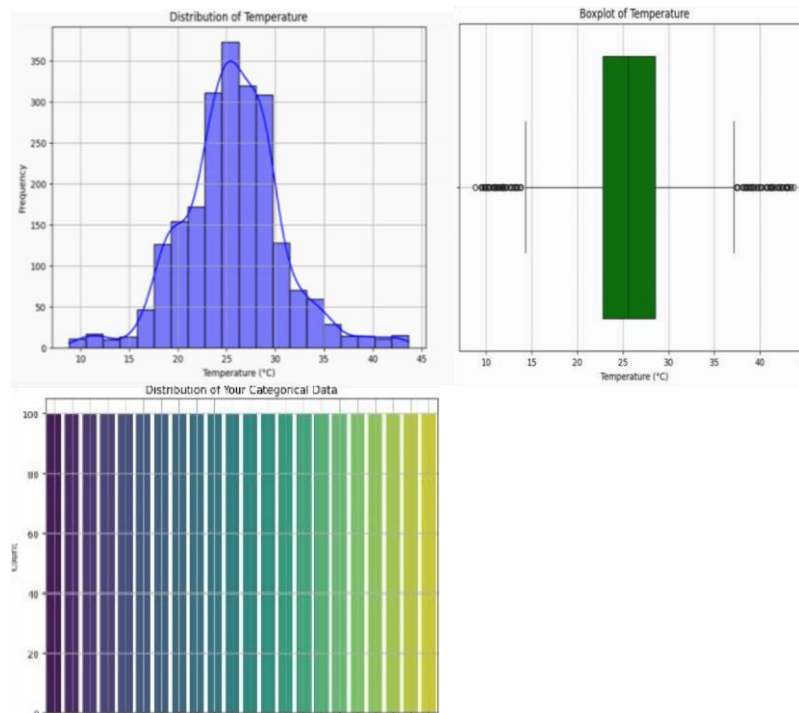 Distribution of Temperature
350
300
250
200
150
100
50
0
Frequency
10 15 20 25 30 35 40 45
Temperature (°C)
Boxplot of Temperature
10 15 20 25 30 35 40
Temperature (°C)
Distribution of Your Categorical Data
100
80
60
40
20
0
Count